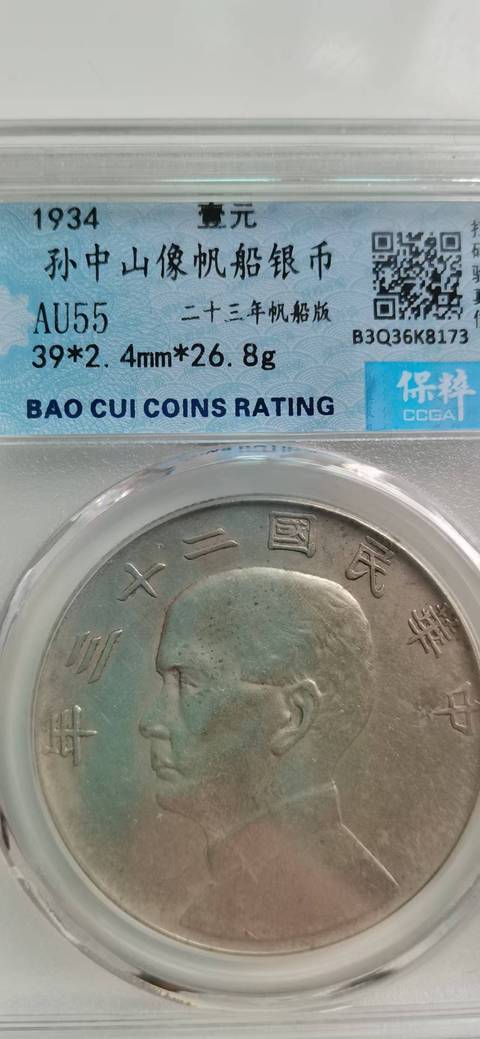 1934 壹元
孙中山像帆船银币
AU55 二十三年帆船版
39*2.4mm*26.8g
BAO CUI COINS RATING
B3Q36K8173
保粹
CCGA
中華民國二十三年